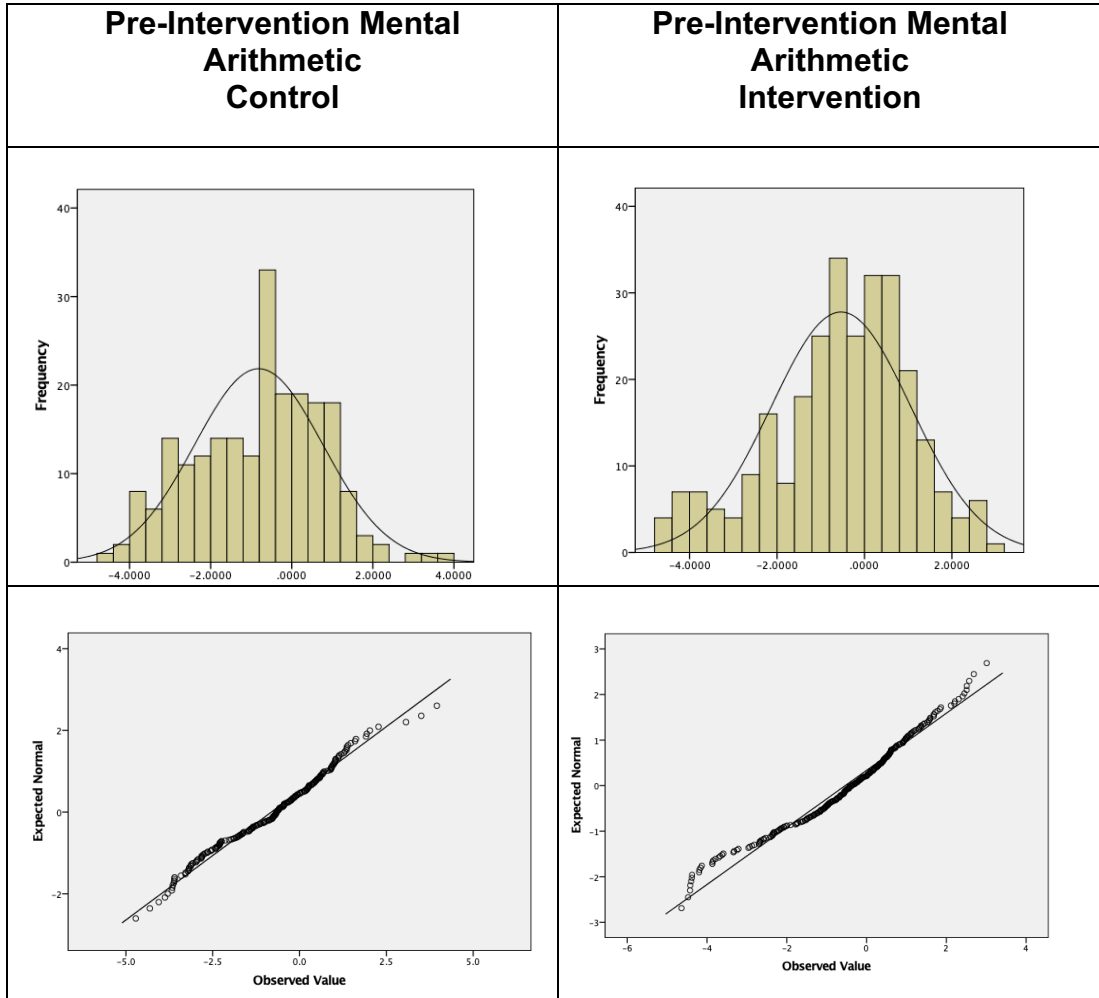 Pre-Intervention Mental
Arithmetic
Control
Pre-Intervention Mental
Arithmetic
Intervention
40
30
20
10
0
Frequency
-4.0000 -2.0000 .0000 2.0000 4.0000
40
30
20
10
0
Frequency
-4.0000 -2.0000 .0000 2.0000
4
2
0
-2
Expected Normal
-5.0 -2.5 0.0 2.5 5.0
Observed Value
3
2
1
0
-1
-2
-3
Expected Normal
-6 -4 -2 0 2 4
Observed Value